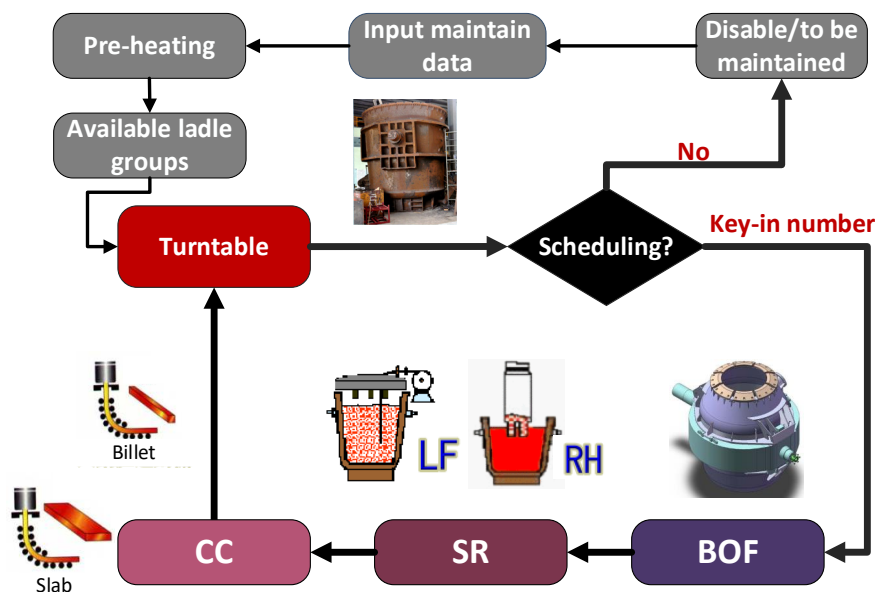 Pre-heating
Input maintain
data
Disable/to be
maintained
Available ladle
groups
No
Turntable
Scheduling?
Key-in number
Billet
LF
RH
Slab
CC
SR
BOF